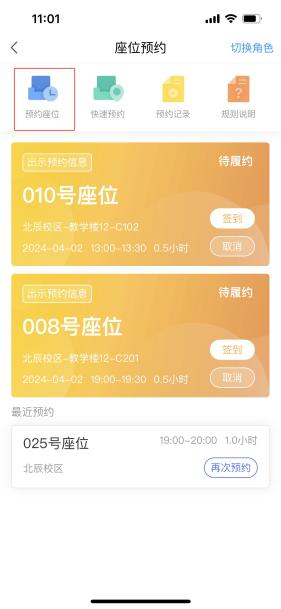 11:01
座位预约
切换角色
预约座位
快速预约
预约记录
规则说明
出示预约信息
待履约
010号座位
北辰校区-教学楼12-C102
签到
2024-04-02 13:00-13:30 0.5小时
取消
出示预约信息
待履约
008号座位
北辰校区-教学楼12-C201
签到
2024-04-02 19:00-19:30 0.5小时
取消
最近预约
025号座位
19:00-20:00 1.0小时
北辰校区
再次预约